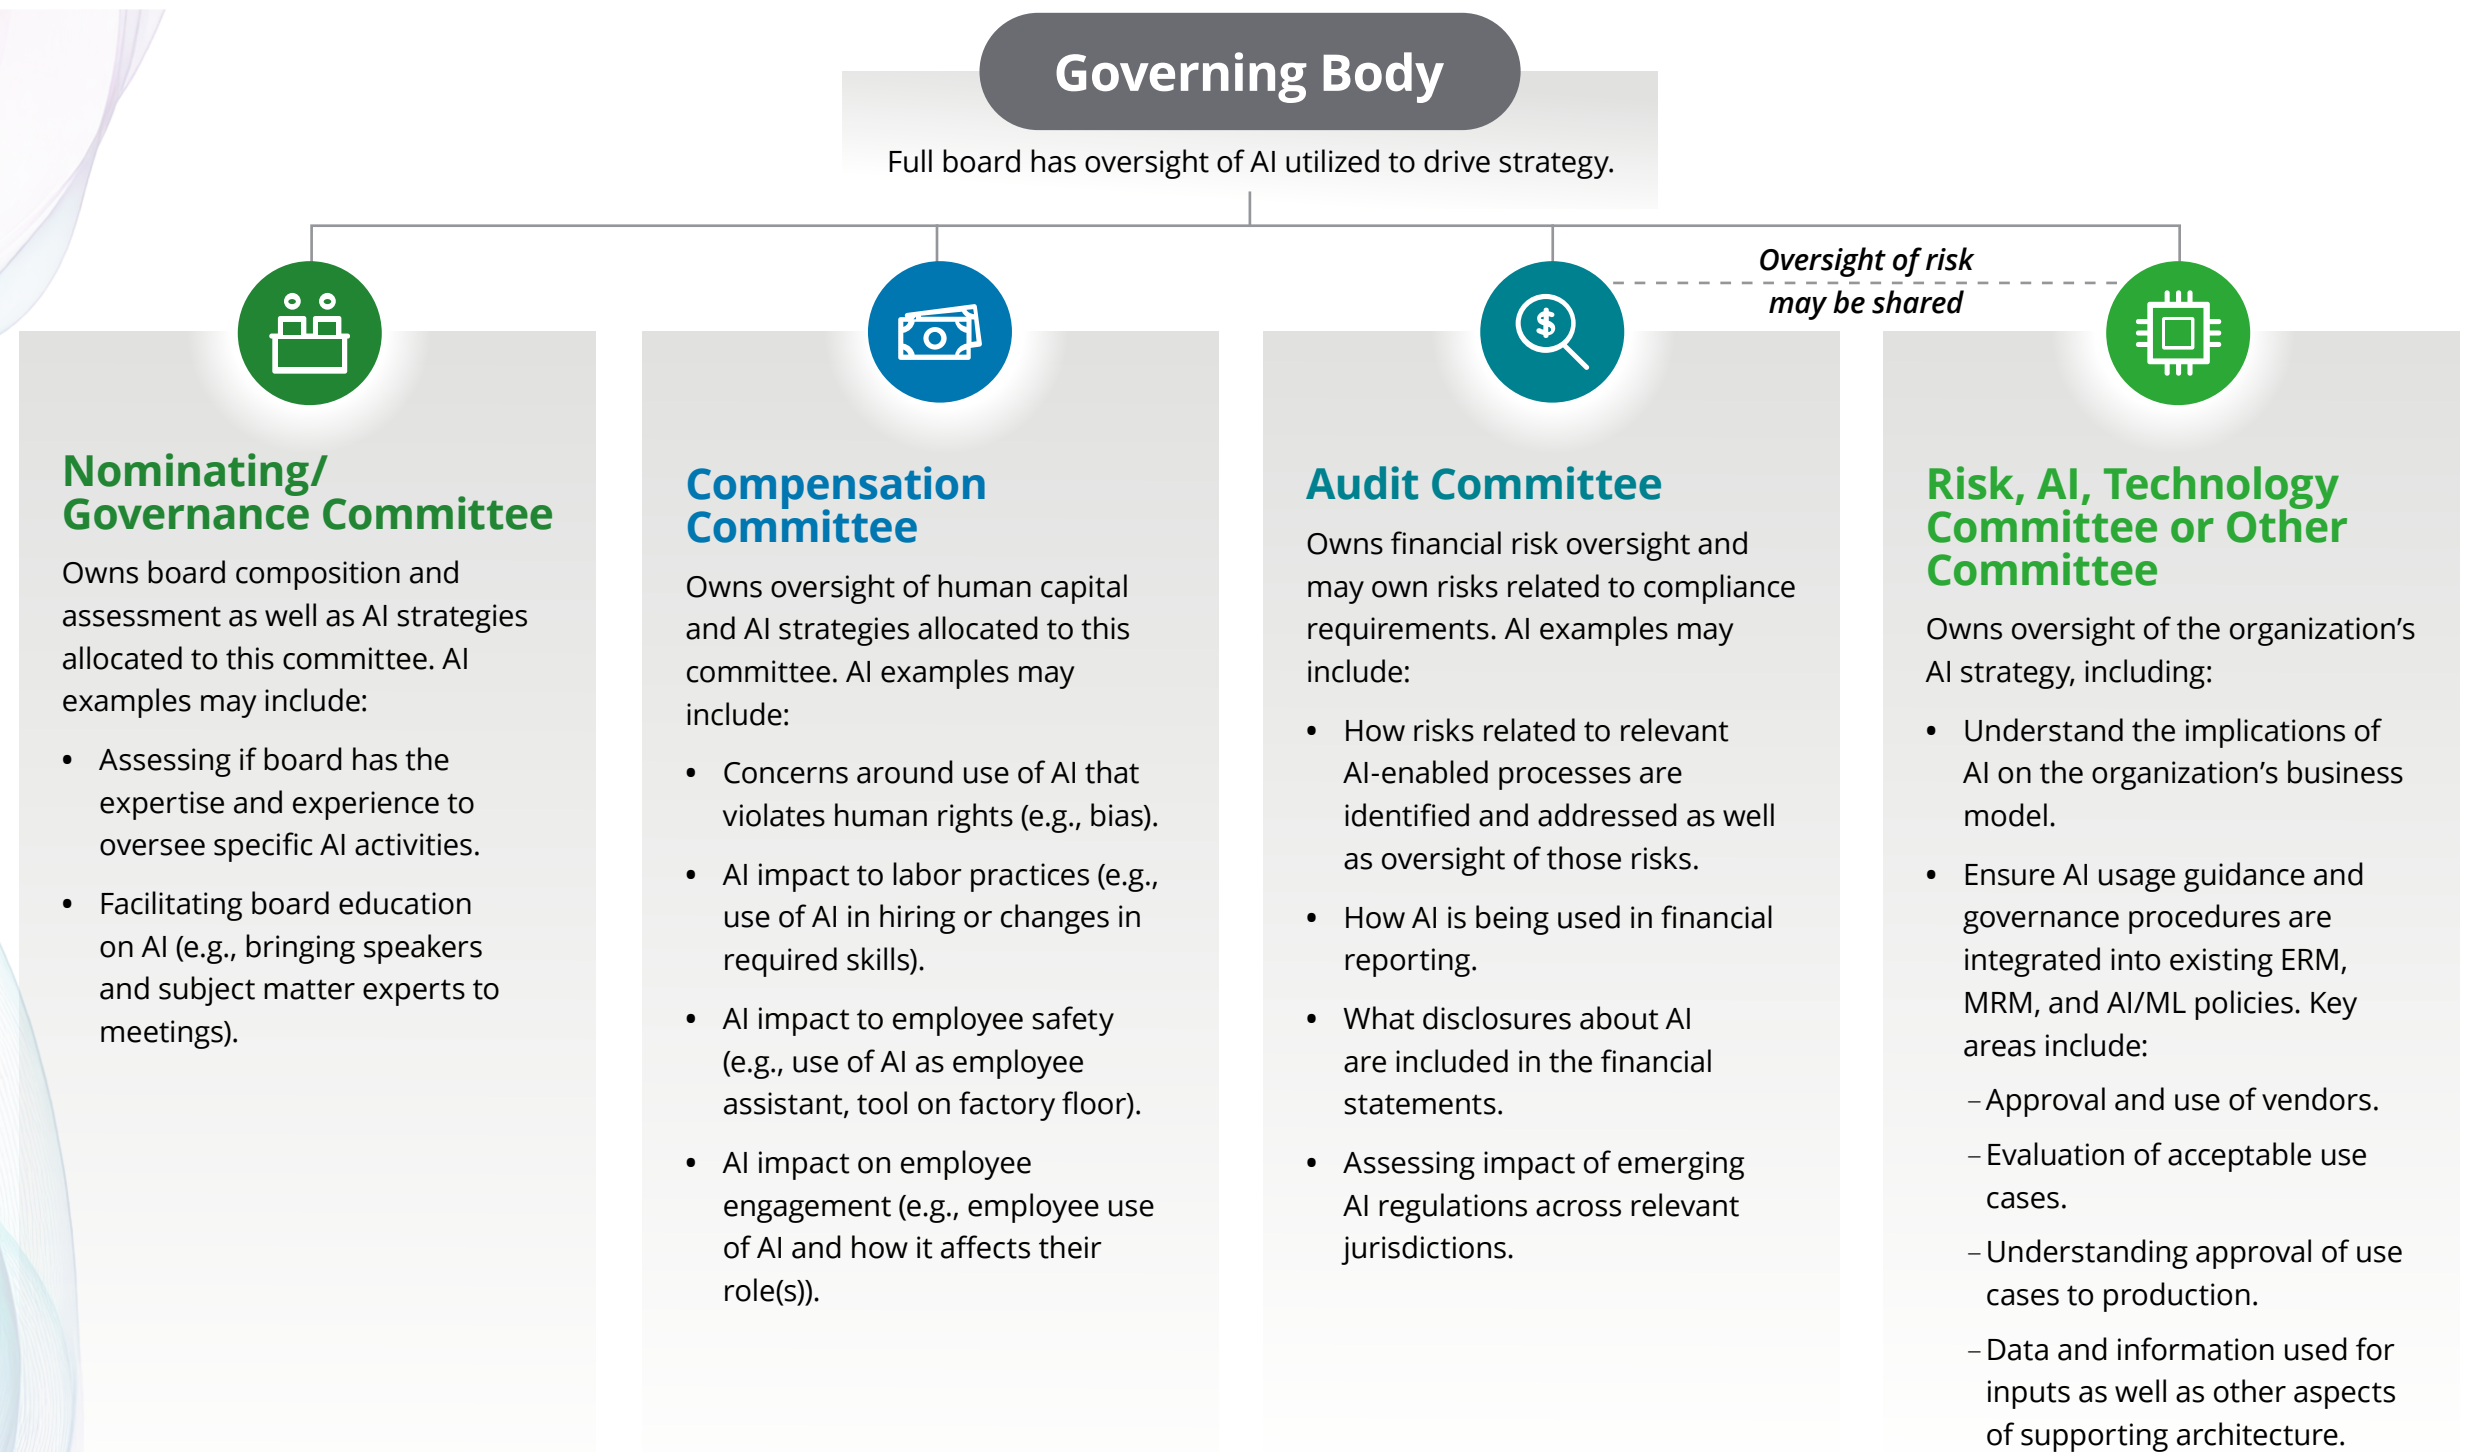 Governing Body
Full board has oversight of AI utilized to drive strategy.
Oversight of risk
may be shared
Nominating/
Governance Committee
Owns board composition and
assessment as well as AI strategies
allocated to this committee. AI
examples may include:
• Assessing if board has the
expertise and experience to
oversee specific AI activities.
• Facilitating board education
on AI (e.g., bringing speakers
and subject matter experts to
meetings).
Compensation
Committee
Owns oversight of human capital
and AI strategies allocated to this
committee. AI examples may
include:
• Concerns around use of AI that
violates human rights (e.g., bias).
• AI impact to labor practices (e.g.,
use of AI in hiring or changes in
required skills).
• AI impact to employee safety
(e.g., use of AI as employee
assistant, tool on factory floor).
• AI impact on employee
engagement (e.g., employee use
of AI and how it affects their
role(s)).
$
Audit Committee
Owns financial risk oversight and
may own risks related to compliance
requirements. AI examples may
include:
• How risks related to relevant
AI-enabled processes are
identified and addressed as well
as oversight of those risks.
• How AI is being used in financial
reporting.
• What disclosures about AI
are included in the financial
statements.
• Assessing impact of emerging
AI regulations across relevant
jurisdictions.
Risk, AI, Technology
Committee or Other
Committee
Owns oversight of the organization’s
AI strategy, including:
• Understand the implications of
AI on the organization’s business
model.
• Ensure AI usage guidance and
governance procedures are
integrated into existing ERM,
MRM, and AI/ML policies. Key
areas include:
– Approval and use of vendors.
– Evaluation of acceptable use
cases.
– Understanding approval of use
cases to production.
– Data and information used for
inputs as well as other aspects
of supporting architecture.